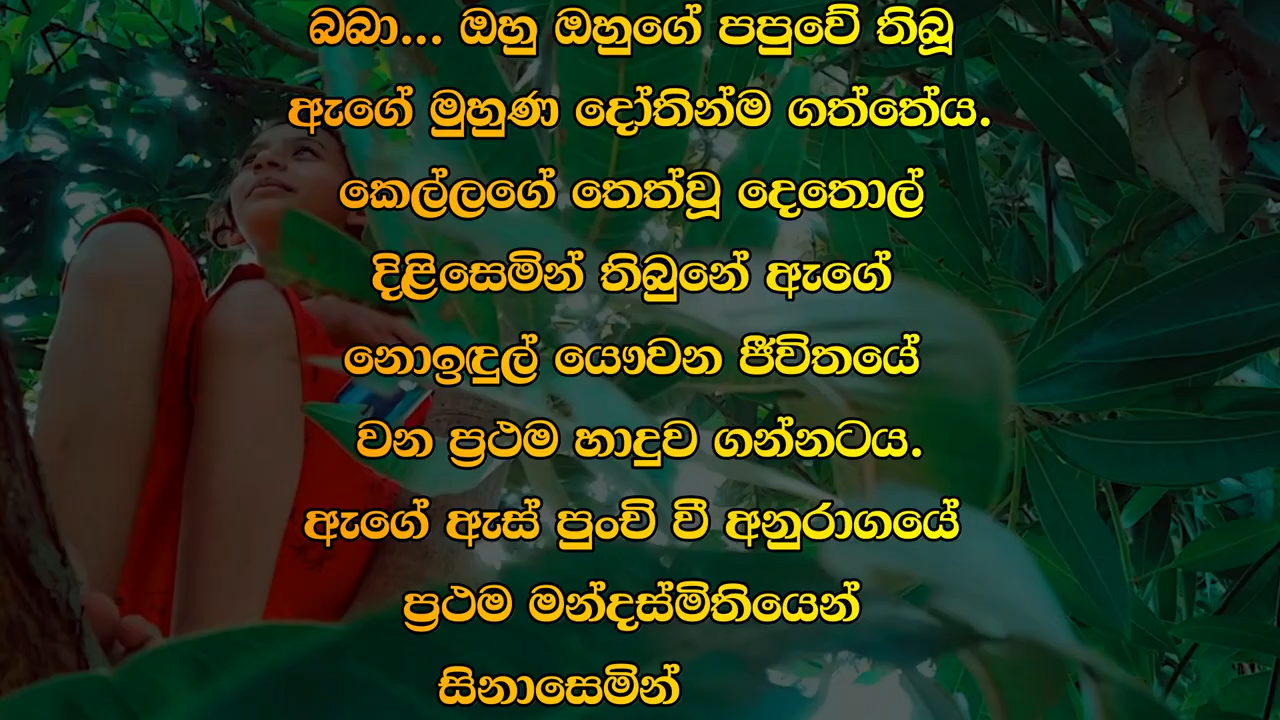 බබා... ඔහු ඔහුගේ පපුවේ තිබූ
ඇගේ මුහුණ දෝතින්ම ගත්තේය.
කෙල්ලගේ තෙත්වූ දෙතොල්
දිළිසෙමින් තිබුනේ ඇගේ
නොඉඳුල් යෞවන ජීවිතයේ
වන ප්‍රථම හාදුව ගන්නටය.
ඇගේ ඇස් පුංචි වී අනුරාගයේ
ප්‍රථම මන්දස්මිතියෙන්
සිනාසෙමින්